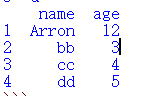 name age
1 Arron 12
2 bb 3
3 cc 4
4 dd 5
```